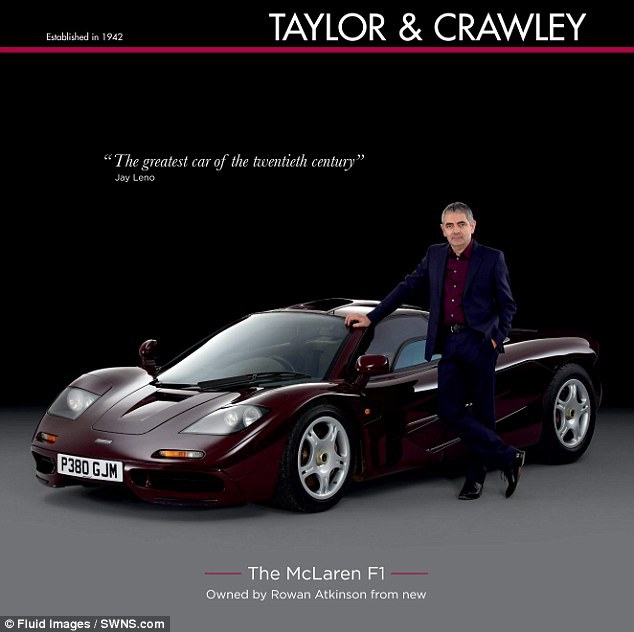 Established in 1942
TAYLOR & CRAWLEY
“The greatest car of the twentieth century”
Jay Leno
P380 GJM
The McLaren F1
Owned by Rowan Atkinson from new
© Fluid Images / SWNS.com